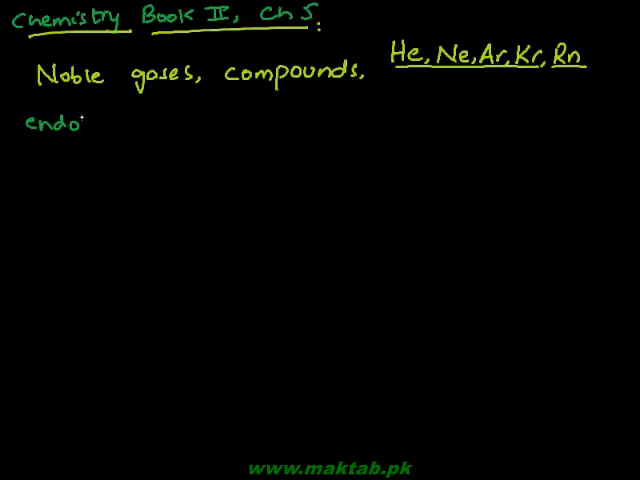 Chemistry Book II, Ch 5:
He, Ne, Ar, Kr, Rn
Noble gases, compounds.
endo
www.maktab.pk